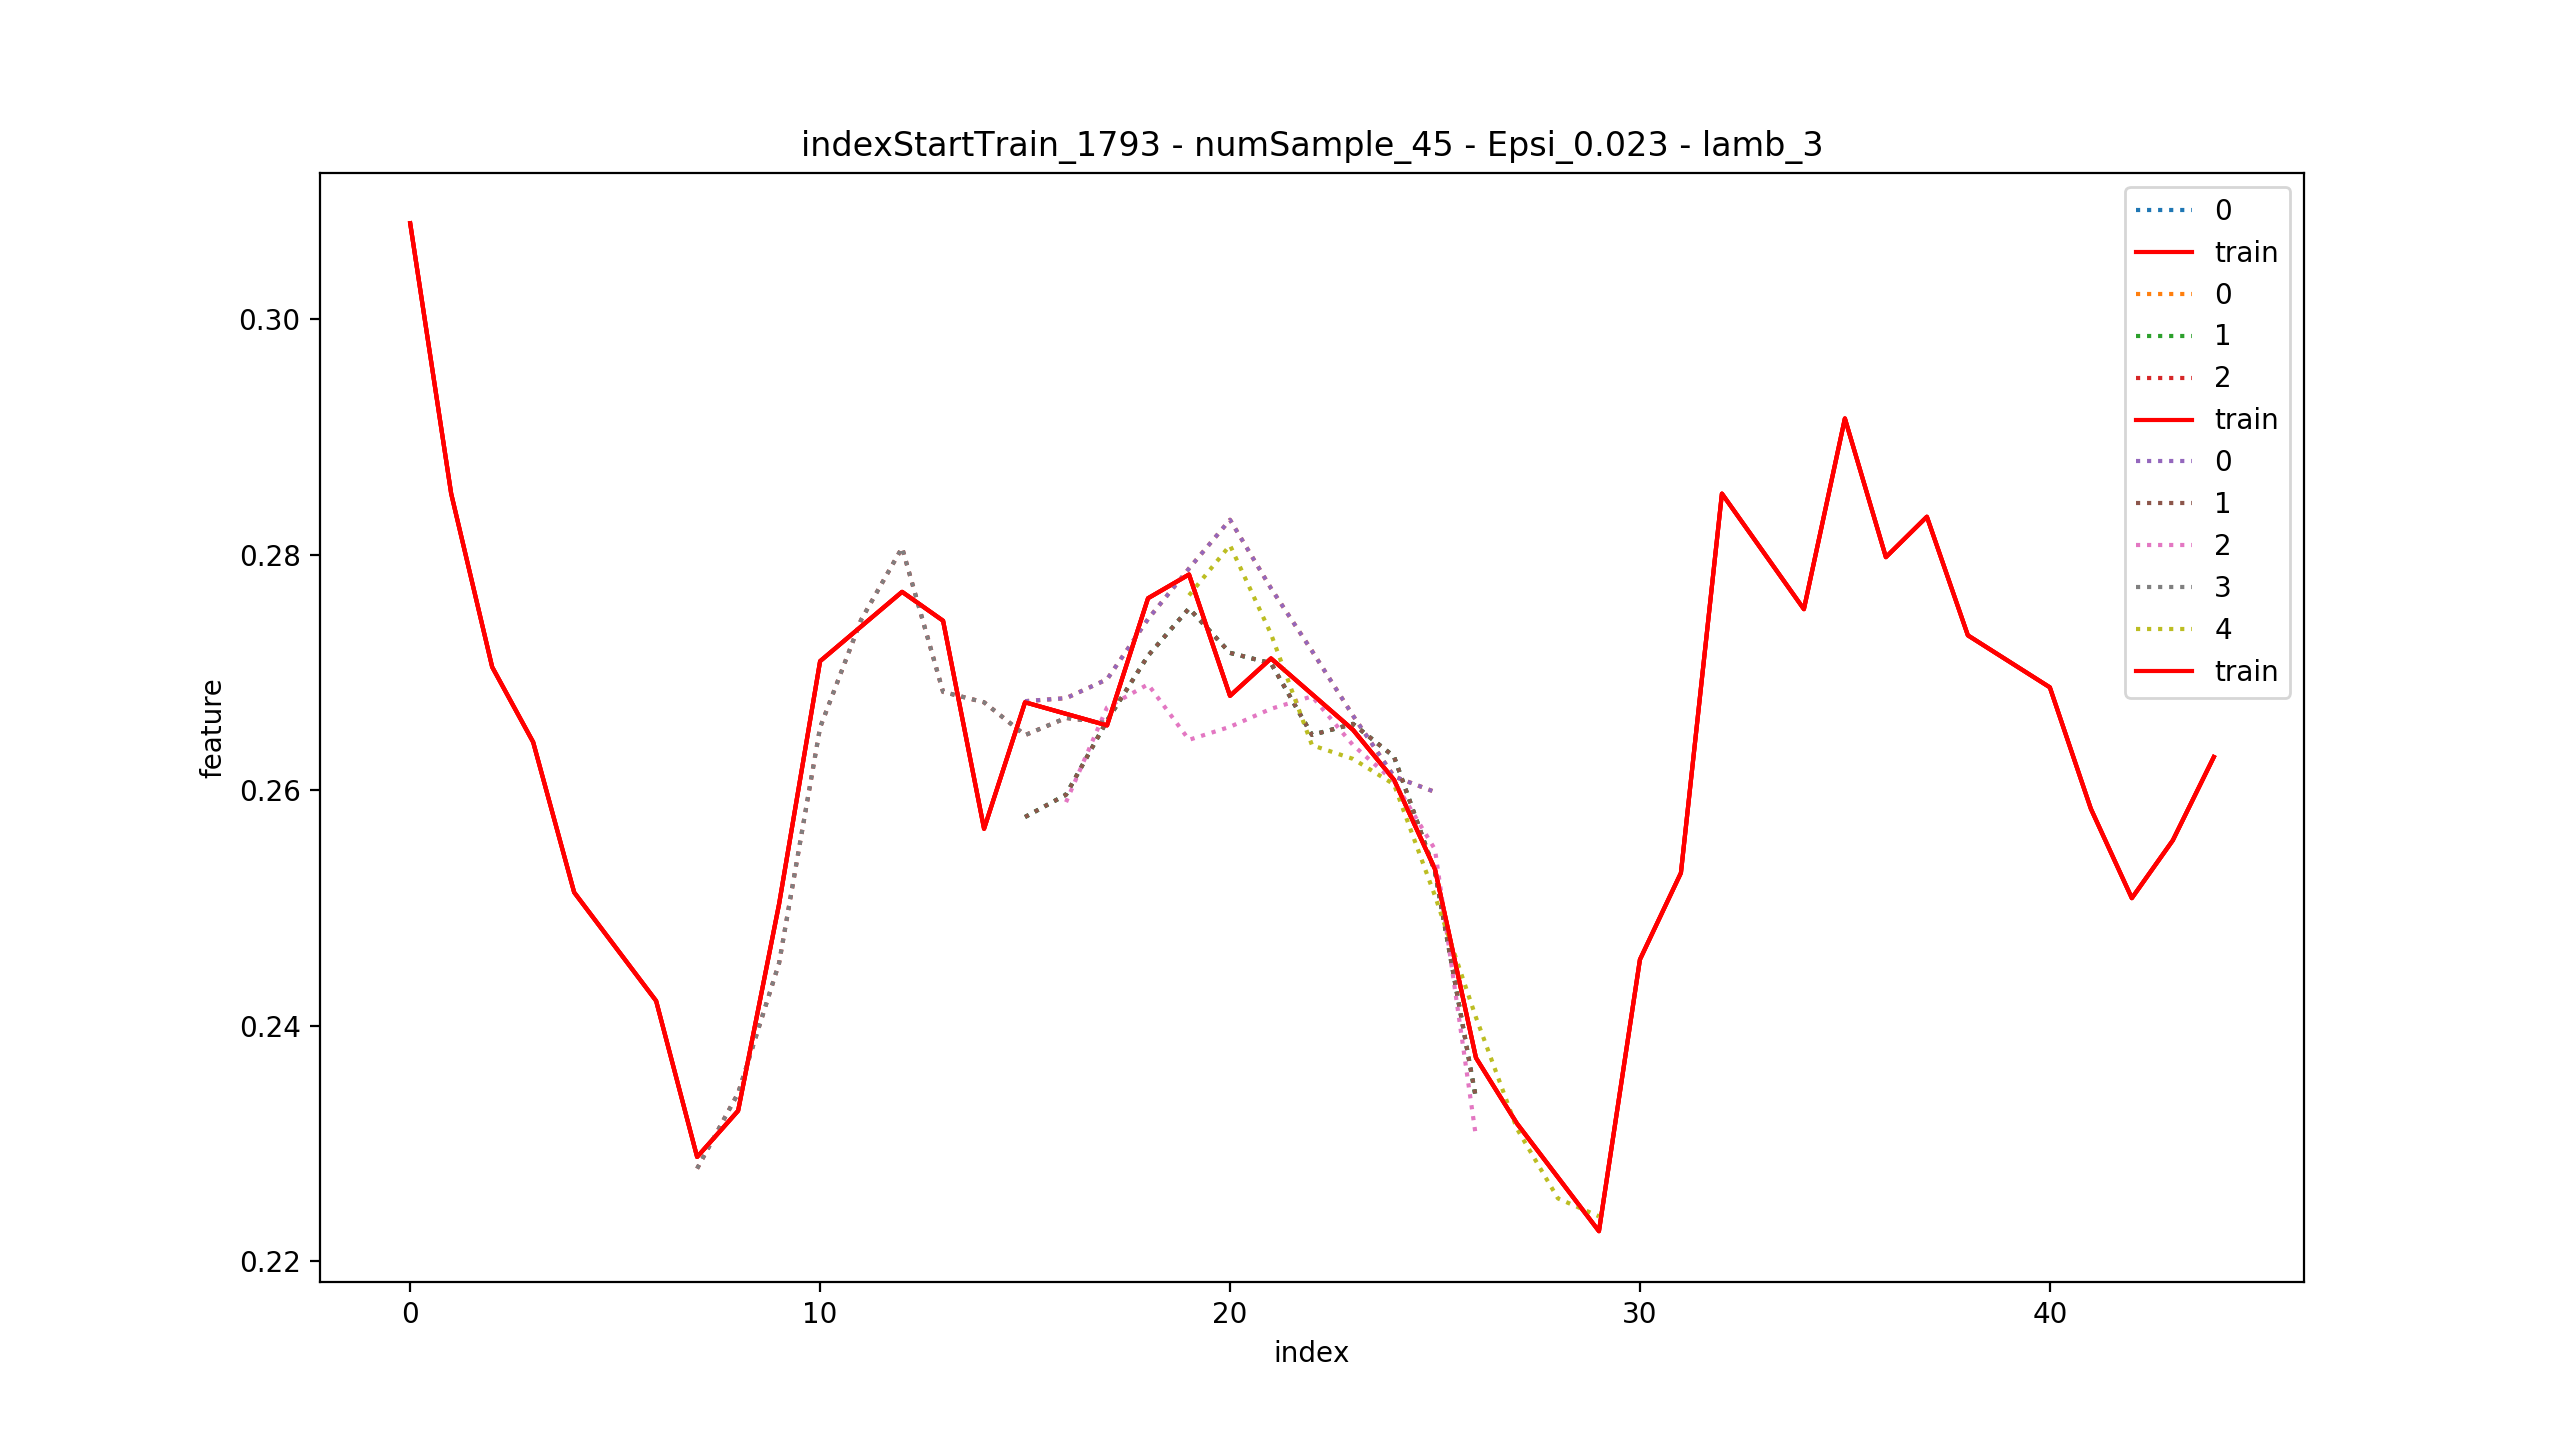 indexStartTrain_1793 - numSample_45 - Epsi_0.023 - lamb_3
0
train
0
1
2
train
0
1
2
3
4
train
feature
0.30
0.28
0.26
0.24
0.22
0 10 20 30 40
index